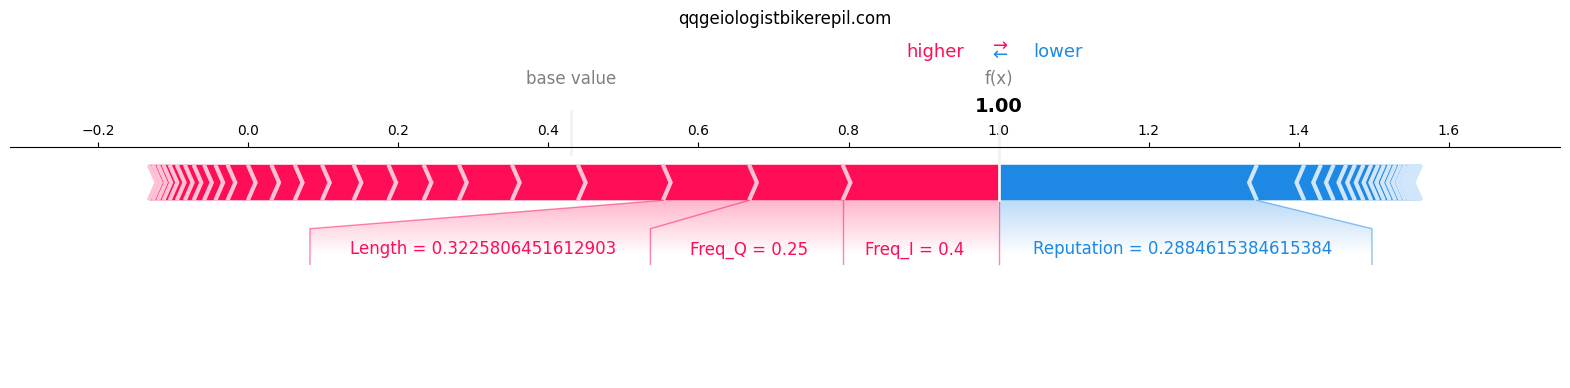 qqgeiologistbikerepil.com
higher ⇄ lower
base value f(x)
1.00
−0.2 0.0 0.2 0.4 0.6 0.8 1.0 1.2 1.4 1.6
Length = 0.3225806451612903 Freq_Q = 0.25 Freq_I = 0.4 Reputation = 0.2884615384615384